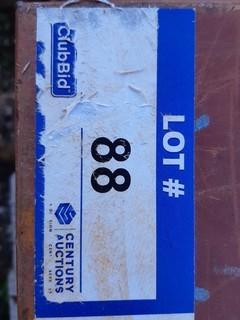 LOT #
88
ClubBid
CENTURY
AUCTIONS